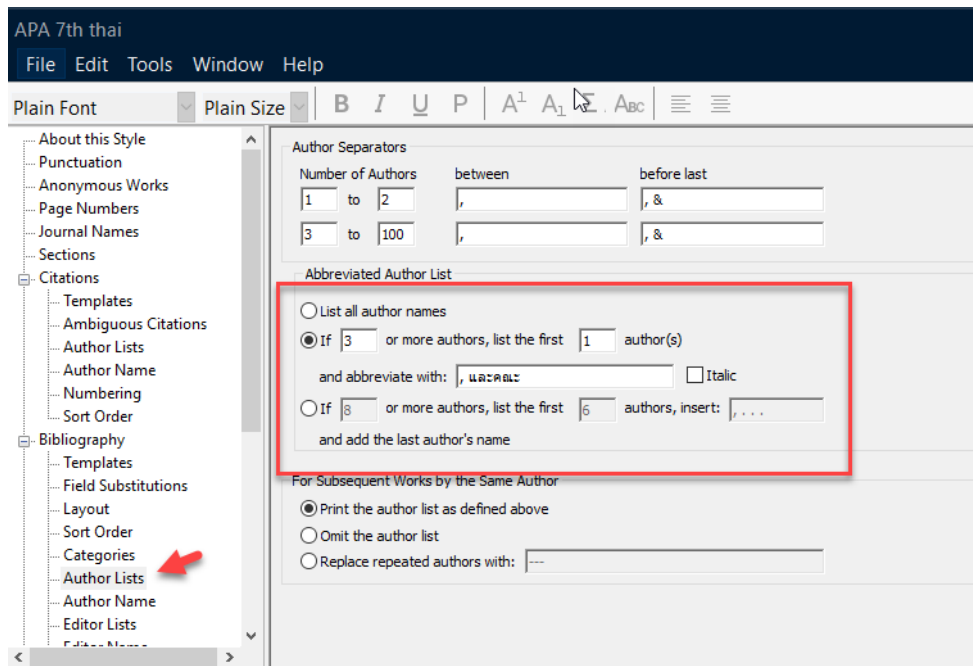 APA 7th thai
File Edit Tools Window Help
Plain Font Plain Size B I U P A1 A1 Σ ABC
About this Style
Punctuation
Anonymous Works
Page Numbers
Journal Names
Sections
Citations
Templates
Ambiguous Citations
Author Lists
Author Name
Numbering
Sort Order
Bibliography
Templates
Field Substitutions
Layout
Sort Order
Categories
Author Lists
Author Name
Editor Lists
Author Separators
Number of Authors between before last
1 to 2 , , &
3 to 100 , , &
Abbreviated Author List
List all author names
If 3 or more authors, list the first 1 author(s)
and abbreviate with: , และคณะ Italic
If 8 or more authors, list the first 6 authors, insert: , . . .
and add the last author's name
For Subsequent Works by the Same Author
Print the author list as defined above
Omit the author list
Replace repeated authors with: ---